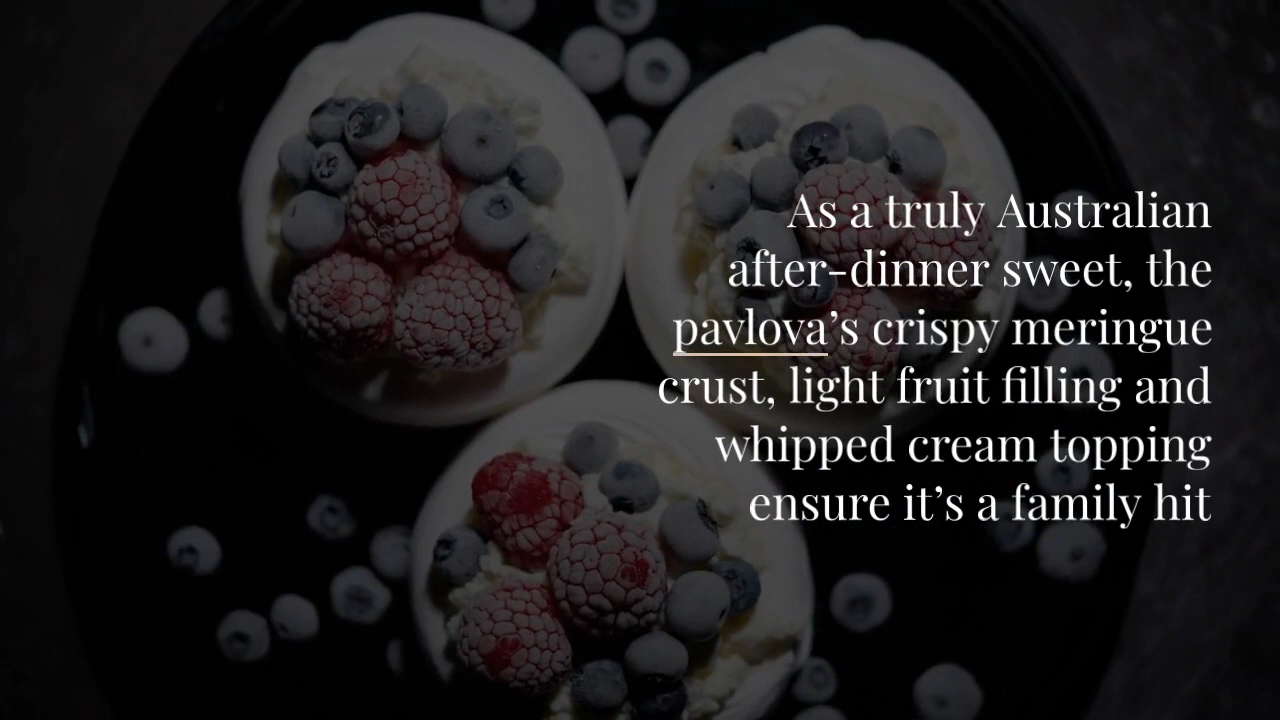 As a truly Australian
after-dinner sweet, the
pavlova’s crispy meringue
crust, light fruit filling and
whipped cream topping
ensure it’s a family hit